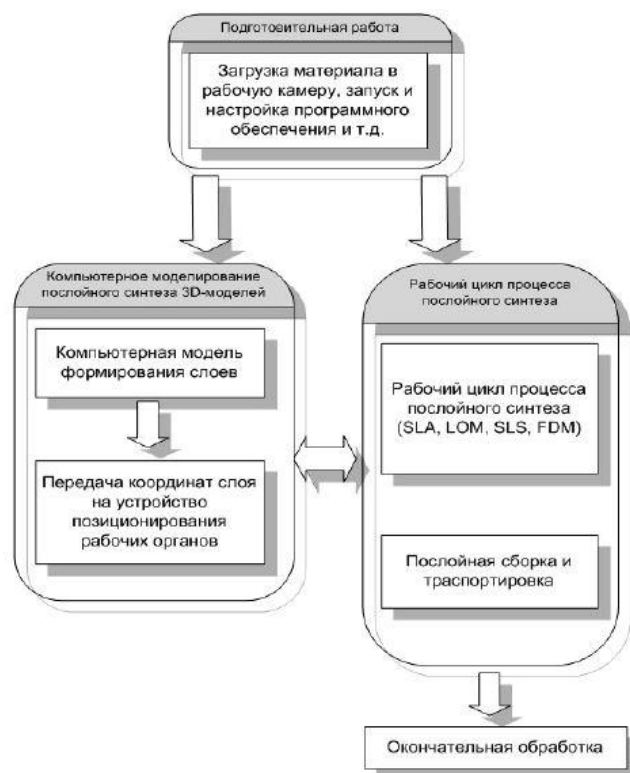 Подготовительная работа
Загрузка материала в
рабочую камеру, запуск и
настройка программного
обеспечения и т.д.
Компьютерное моделирование
послойного синтеза 3D-моделей
Компьютерная модель
формирования слоев
Передача координат слоя
на устройство
позиционирования
рабочих органов
Рабочий цикл процесса
послойного синтеза
Рабочий цикл процесса
послойного синтеза
(SLA, LOM, SLS, FDM)
Послойная сборка и
траспортировка
Окончательная обработка